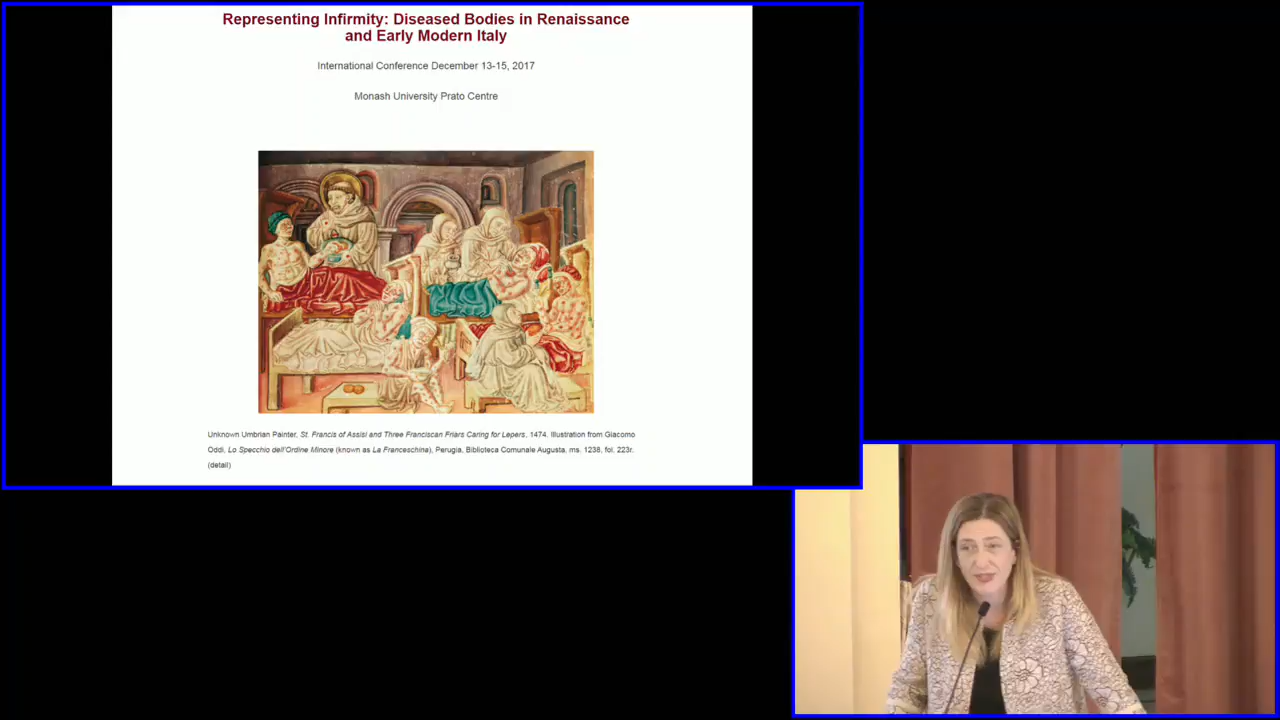 Representing Infirmity: Diseased Bodies in Renaissance
and Early Modern Italy
International Conference December 13-15, 2017
Monash University Prato Centre
Unknown Umbrian Painter, St. Francis of Assisi and Three Franciscan Friars Caring for Lepers, 1474. Illustration from Giacomo
Oddi, Lo Specchio dell'Ordine Minore (known as La Franceschina), Perugia, Biblioteca Comunale Augusta, ms. 1238, fol. 223r.
(detail)